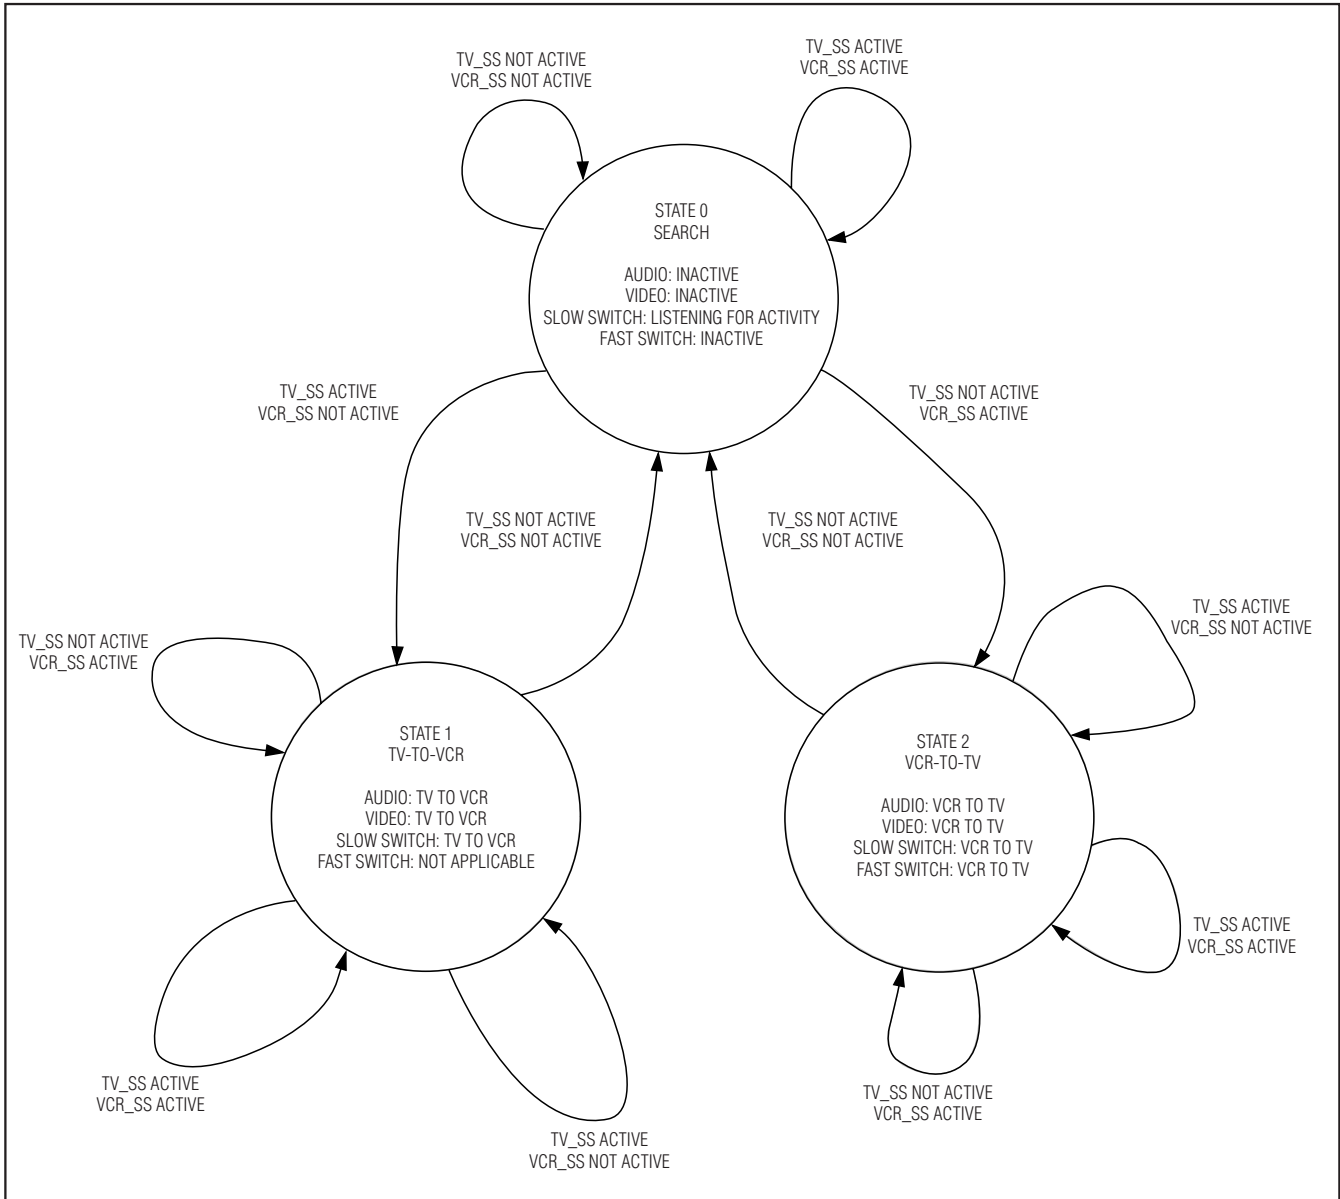 TV_SS NOT ACTIVE
VCR_SS NOT ACTIVE
TV_SS ACTIVE
VCR_SS ACTIVE
STATE 0
SEARCH
AUDIO: INACTIVE
VIDEO: INACTIVE
SLOW SWITCH: LISTENING FOR ACTIVITY
FAST SWITCH: INACTIVE
TV_SS ACTIVE
VCR_SS NOT ACTIVE
TV_SS NOT ACTIVE
VCR_SS ACTIVE
TV_SS NOT ACTIVE
VCR_SS NOT ACTIVE
TV_SS NOT ACTIVE
VCR_SS NOT ACTIVE
TV_SS NOT ACTIVE
VCR_SS ACTIVE
TV_SS ACTIVE
VCR_SS NOT ACTIVE
STATE 1
TV-TO-VCR
AUDIO: TV TO VCR
VIDEO: TV TO VCR
SLOW SWITCH: TV TO VCR
FAST SWITCH: NOT APPLICABLE
STATE 2
VCR-TO-TV
AUDIO: VCR TO TV
VIDEO: VCR TO TV
SLOW SWITCH: VCR TO TV
FAST SWITCH: VCR TO TV
TV_SS ACTIVE
VCR_SS ACTIVE
TV_SS ACTIVE
VCR_SS ACTIVE
TV_SS NOT ACTIVE
VCR_SS ACTIVE
TV_SS ACTIVE
VCR_SS NOT ACTIVE